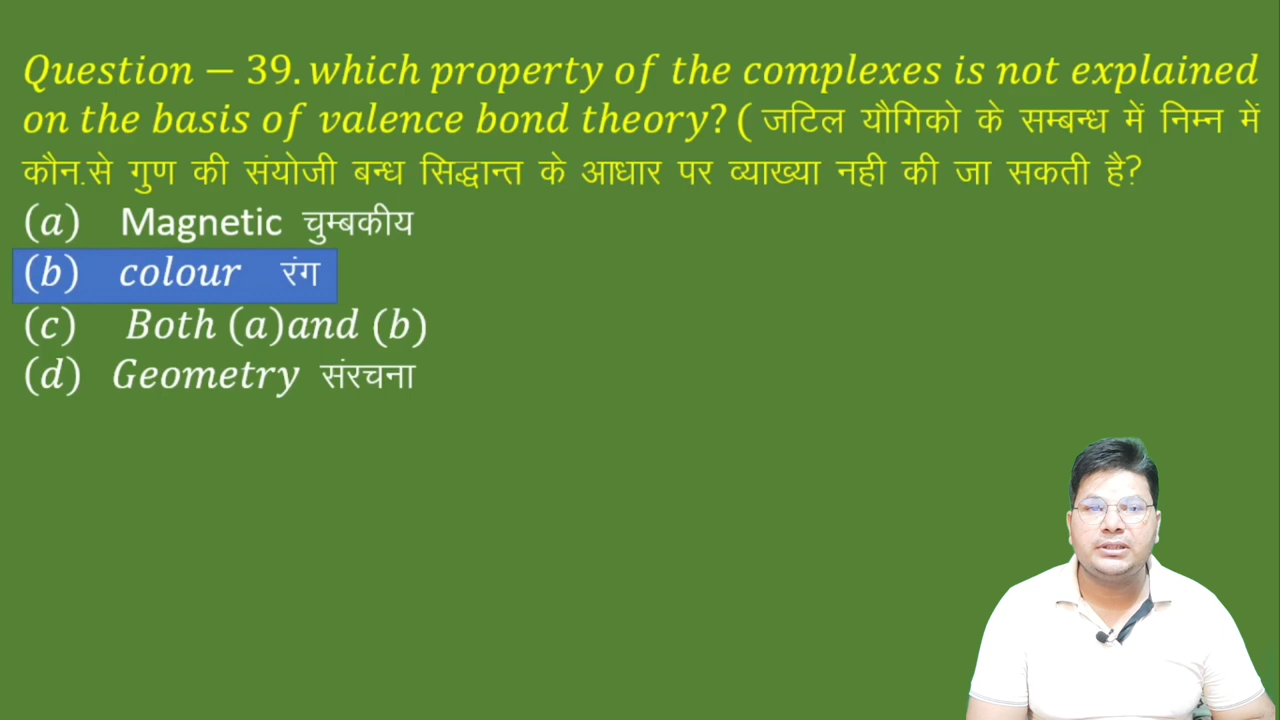 Question − 39. which property of the complexes is not explained
on the basis of valence bond theory? ( जटिल यौगिको के सम्बन्ध में निम्न में
कौन.से गुण की संयोजी बन्ध सिद्धान्त के आधार पर व्याख्या नही की जा सकती है?
(a) Magnetic चुम्बकीय
(b) colour रंग
(c) Both (a)and (b)
(d) Geometry संरचना